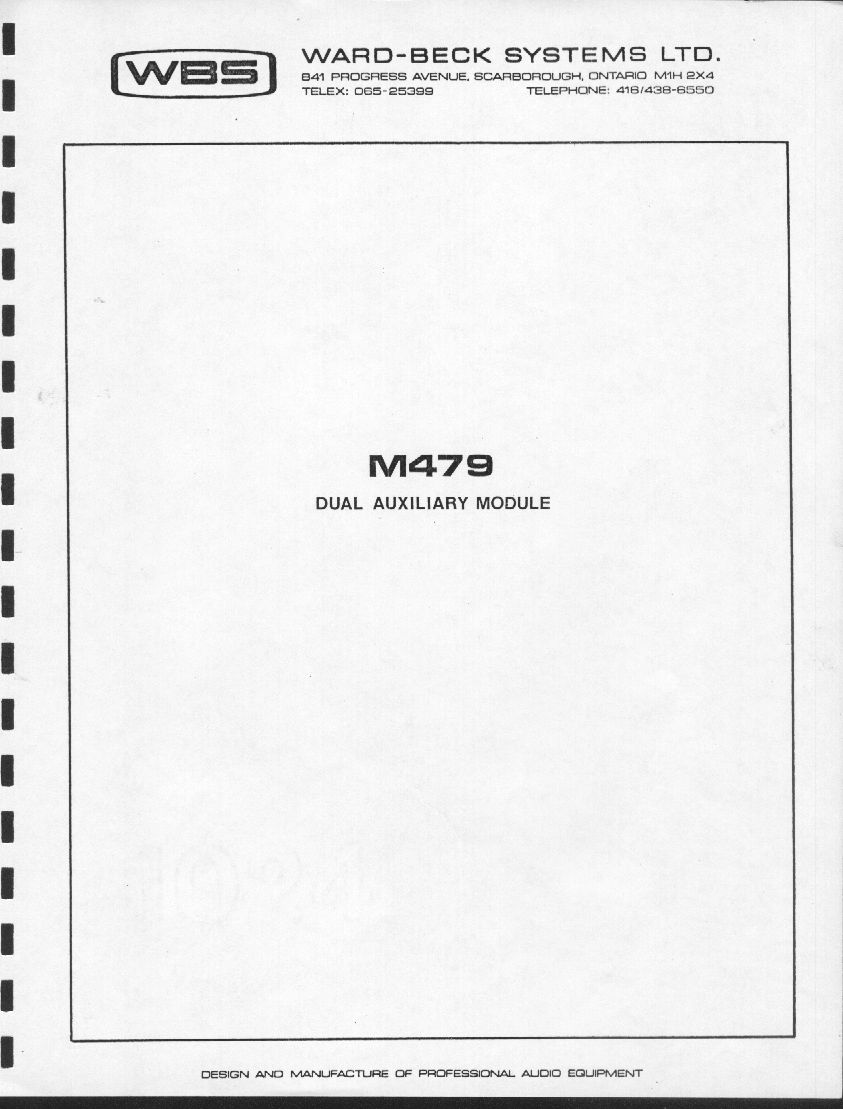 WBS
WARD-BECK SYSTEMS LTD.
841 PROGRESS AVENUE, SCARBOROUGH, ONTARIO M1H 2X4
TELEX: 065-25399 TELEPHONE: 416/438-6550
M479
DUAL AUXILIARY MODULE
DESIGN AND MANUFACTURE OF PROFESSIONAL AUDIO EQUIPMENT